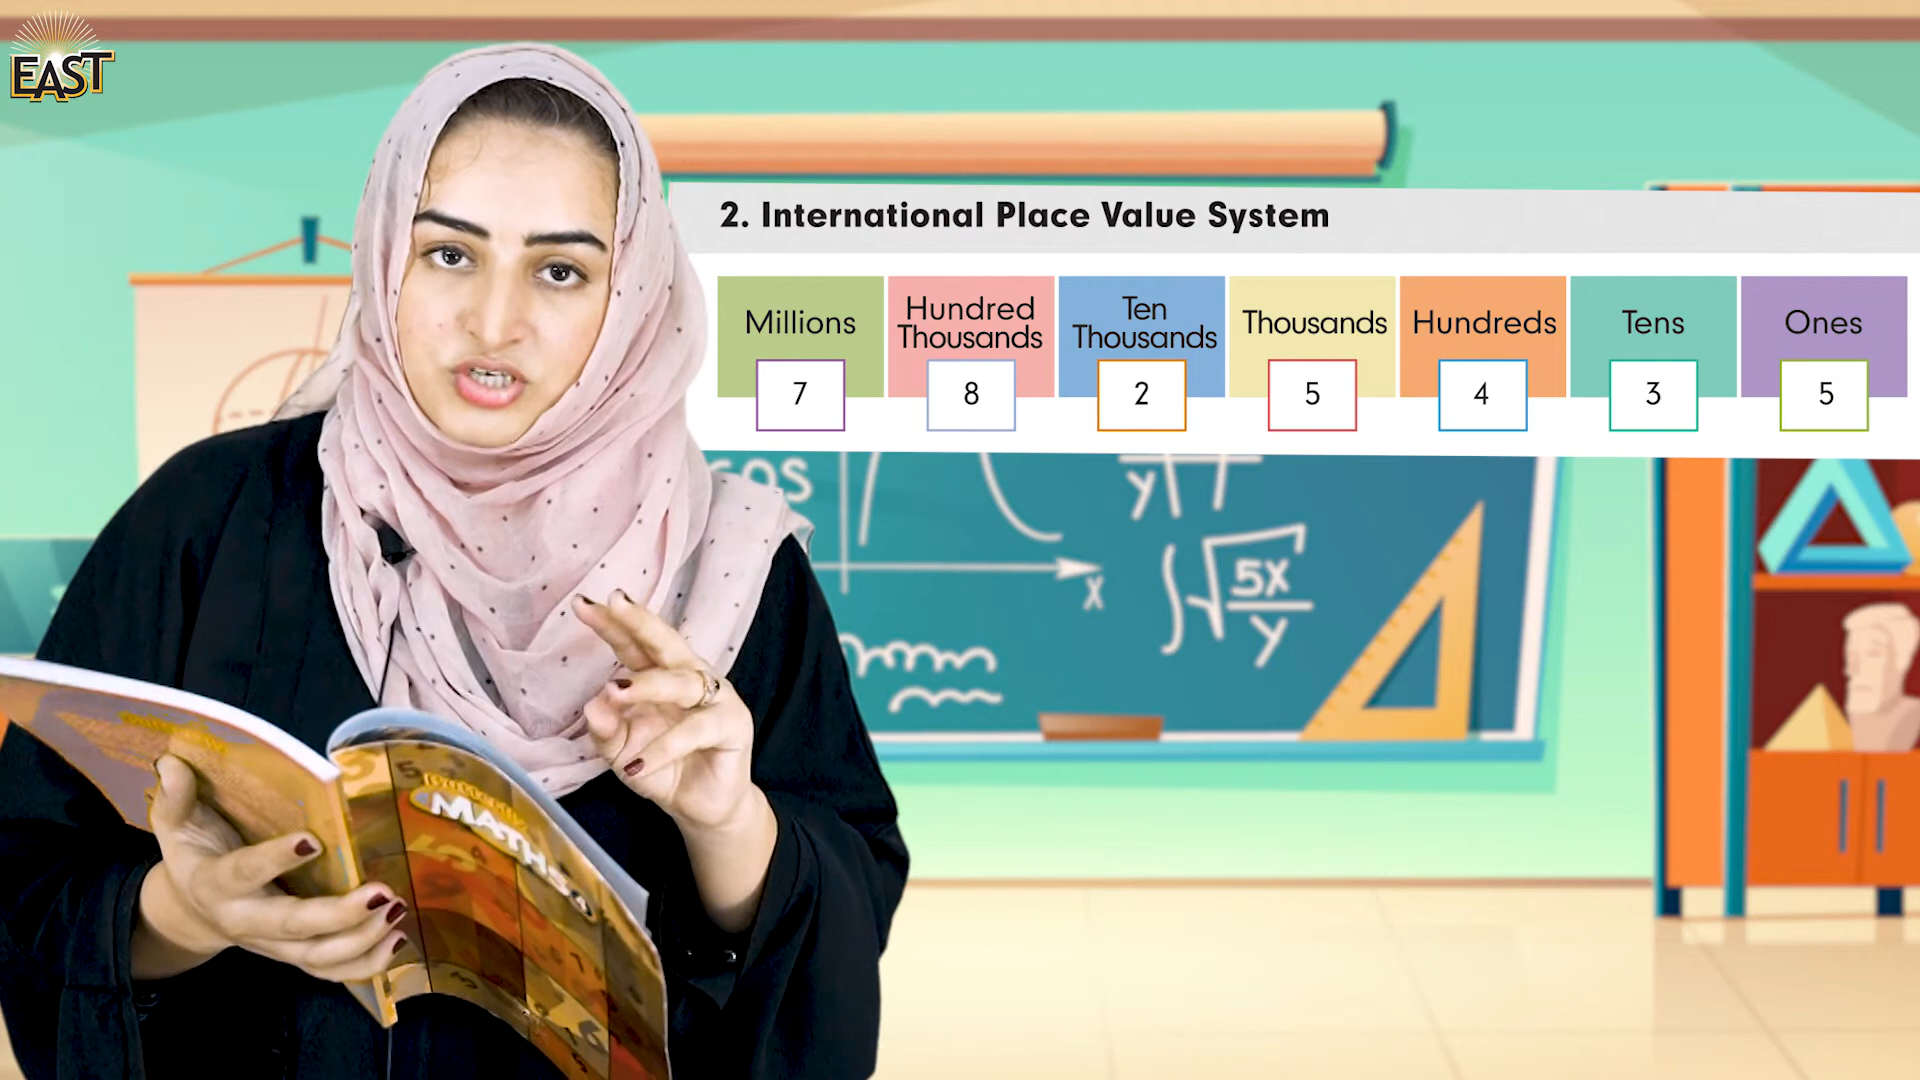 EAST
2. International Place Value System
Millions
Hundred
Thousands
Ten
Thousands
Thousands
Hundreds
Tens
Ones
7
8
2
5
4
3
5
cos
y
x
5x
y
MATHS